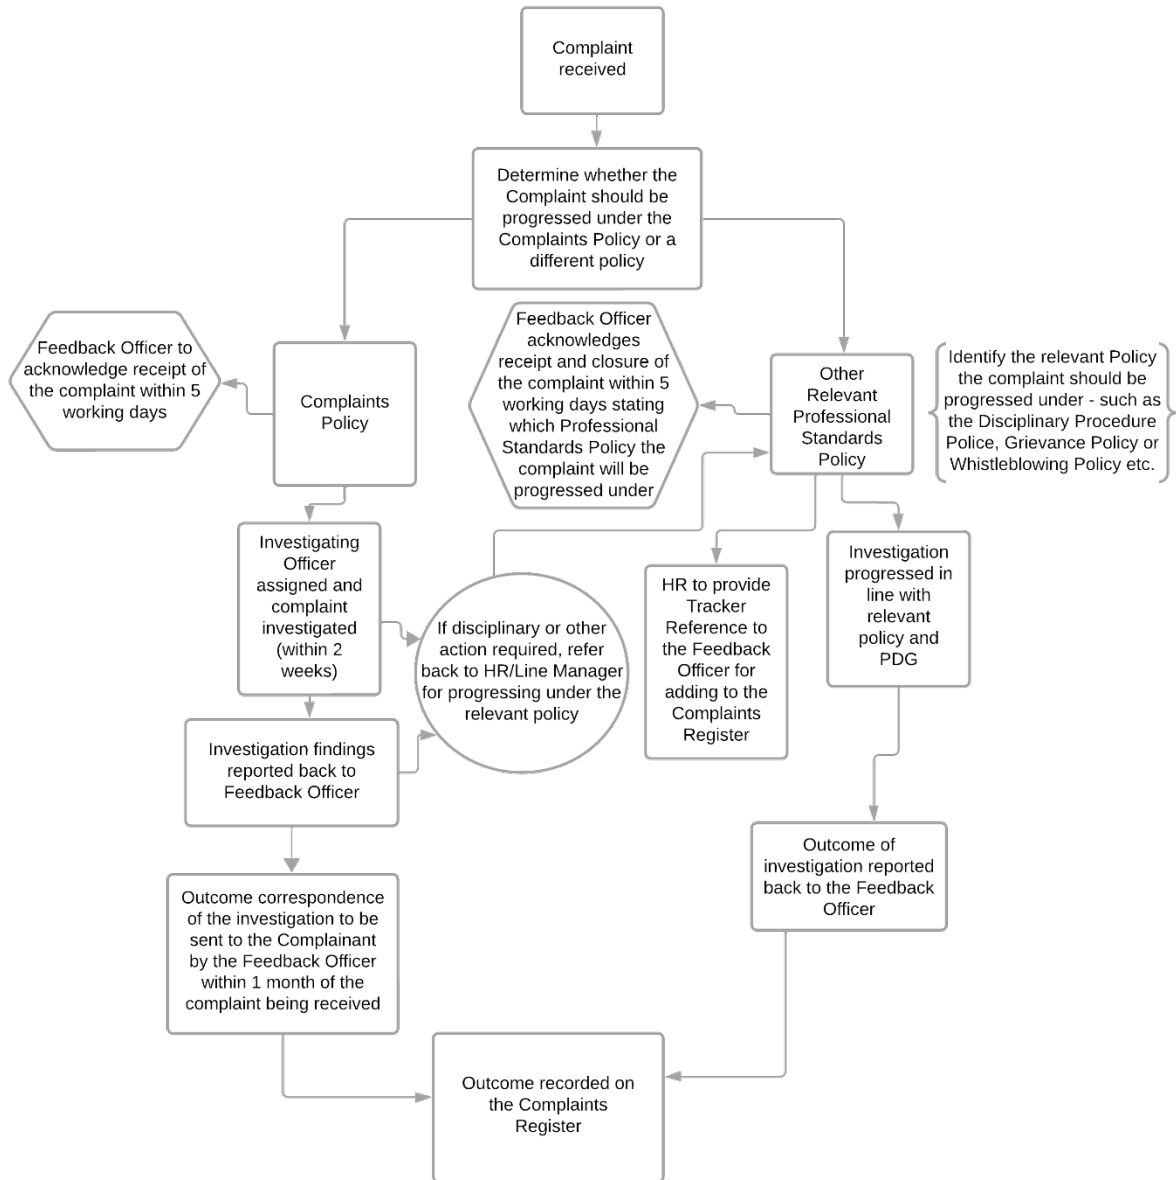 Complaint
received
Determine whether the
Complaint should be
progressed under the
Complaints Policy or a
different policy
Feedback Officer to
acknowledge receipt of
the complaint within 5
working days
Complaints
Policy
Feedback Officer
acknowledges
receipt and closure of
the complaint within 5
working days stating
which Professional
Standards Policy the
complaint will be
progressed under
Other
Relevant
Professional
Standards
Policy
Identify the relevant Policy
the complaint should be
progressed under - such as
the Disciplinary Procedure
Police, Grievance Policy or
Whistleblowing Policy etc.
Investigating
Officer
assigned and
complaint
investigated
(within 2
weeks)
If disciplinary or other
action required, refer
back to HR/Line Manager
for progressing under the
relevant policy
HR to provide
Tracker
Reference to
the Feedback
Officer for
adding to the
Complaints
Register
Investigation
progressed in
line with
relevant
policy and
PDG
Investigation findings
reported back to
Feedback Officer
Outcome of
investigation reported
back to the Feedback
Officer
Outcome correspondence
of the investigation to be
sent to the Complainant
by the Feedback Officer
within 1 month of the
complaint being received
Outcome recorded on
the Complaints
Register